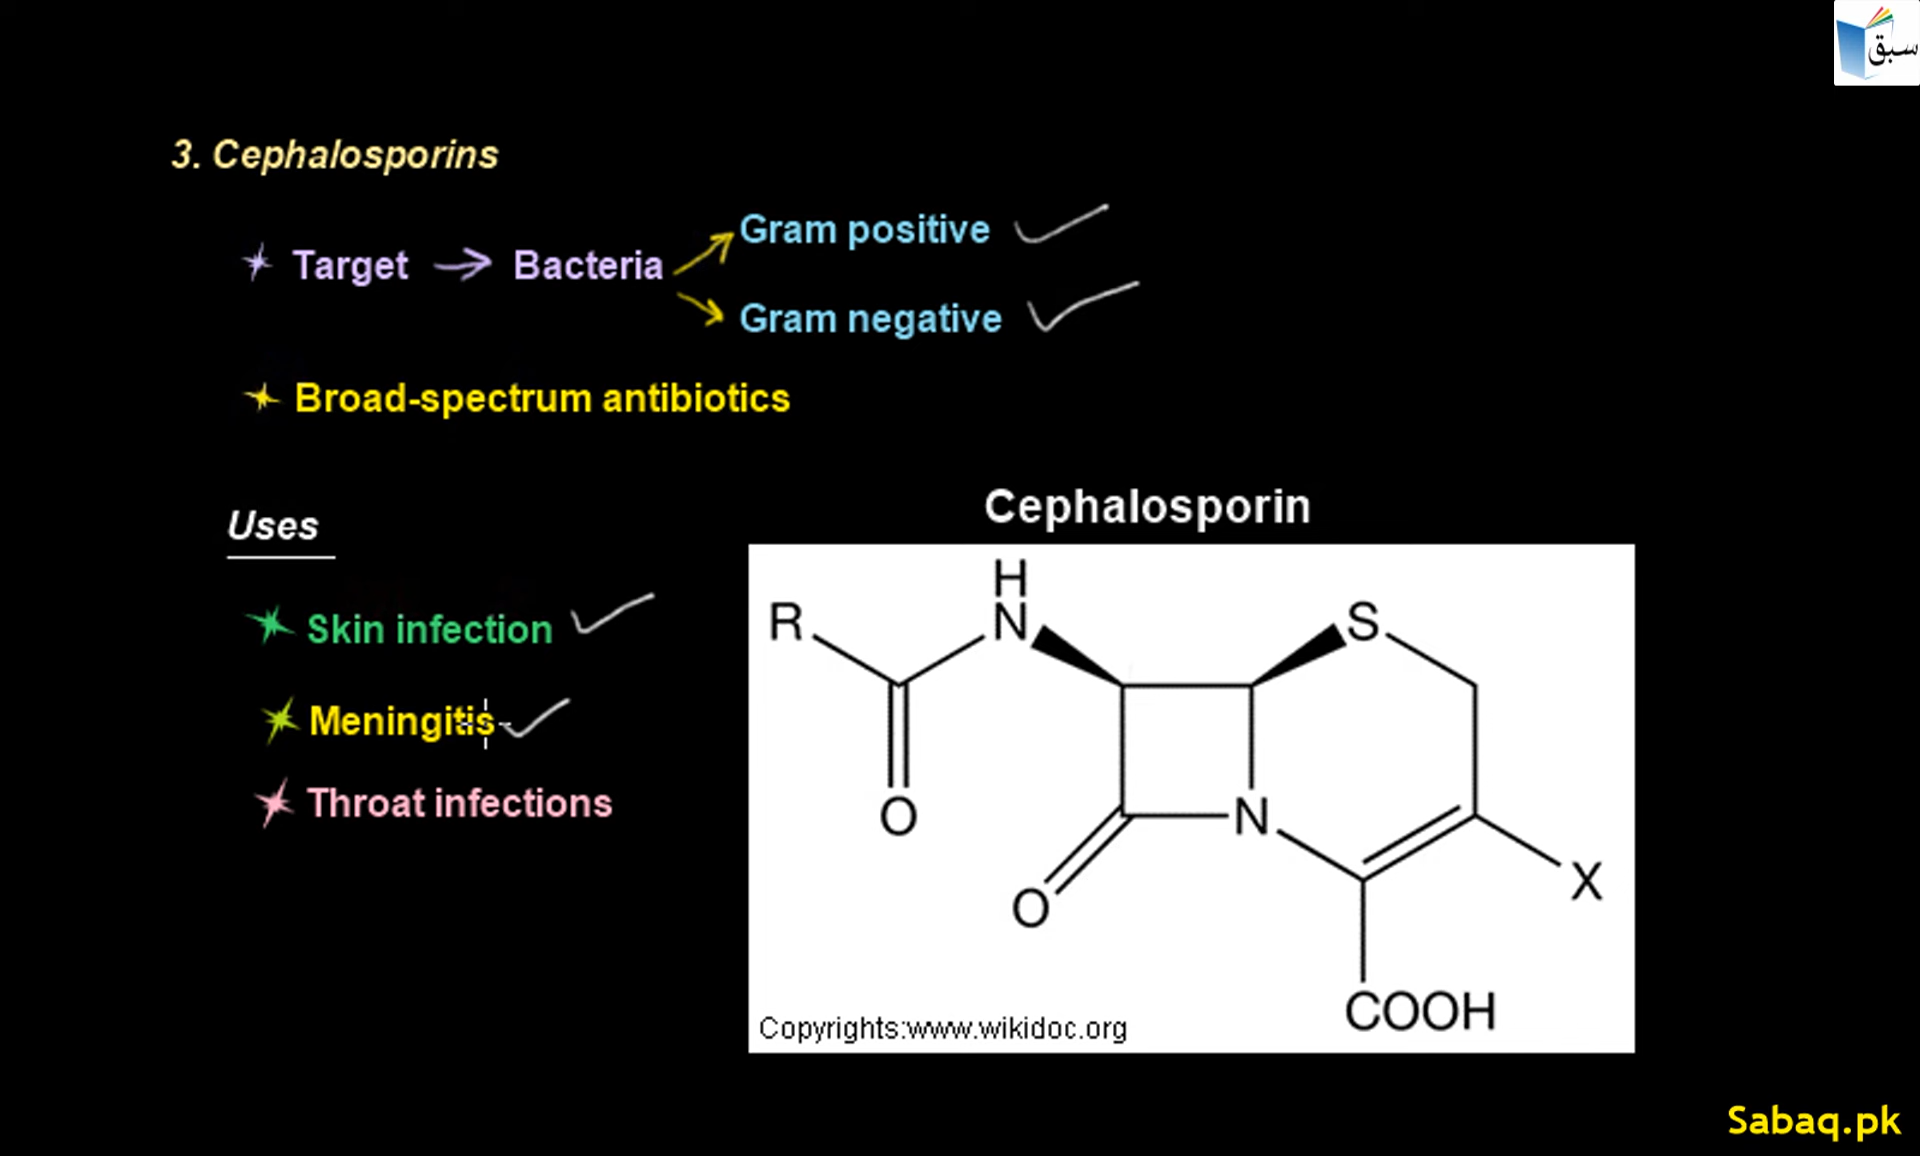 سبق
3. Cephalosporins
Target → Bacteria
Gram positive
Gram negative
Broad-spectrum antibiotics
Uses
Skin infection
Meningitis
Throat infections
Cephalosporin
H
R N S
O N
O X
COOH
Copyrights:www.wikidoc.org
Sabaq.pk